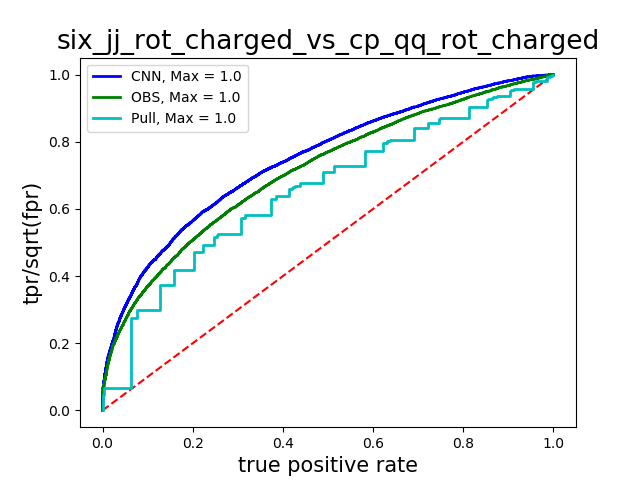 six_jj_rot_charged_vs_cp_qq_rot_charged
CNN, Max = 1.0
OBS, Max = 1.0
Pull, Max = 1.0
1.0
0.8
0.6
0.4
0.2
0.0
tpr/sqrt(fpr)
0.0 0.2 0.4 0.6 0.8 1.0
true positive rate